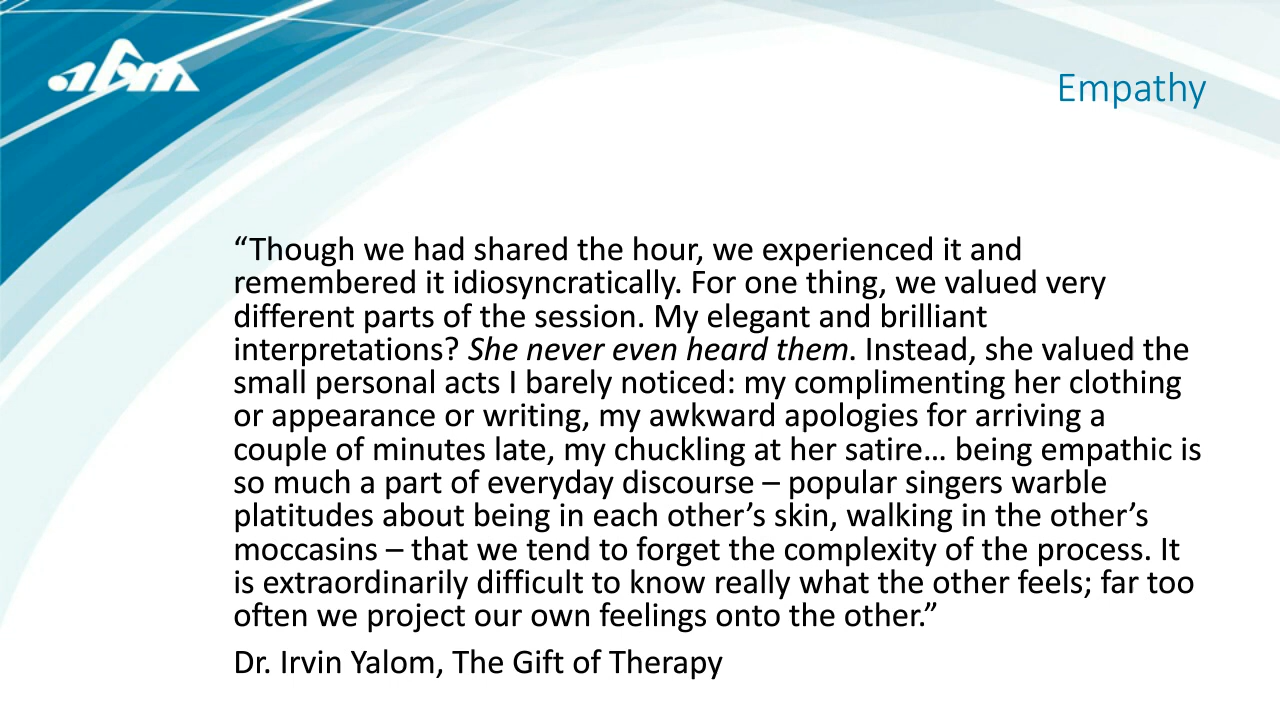 abm
Empathy
“Though we had shared the hour, we experienced it and
remembered it idiosyncratically. For one thing, we valued very
different parts of the session. My elegant and brilliant
interpretations? She never even heard them. Instead, she valued the
small personal acts I barely noticed: my complimenting her clothing
or appearance or writing, my awkward apologies for arriving a
couple of minutes late, my chuckling at her satire… being empathic is
so much a part of everyday discourse – popular singers warble
platitudes about being in each other’s skin, walking in the other’s
moccasins – that we tend to forget the complexity of the process. It
is extraordinarily difficult to know really what the other feels; far too
often we project our own feelings onto the other.”
Dr. Irvin Yalom, The Gift of Therapy